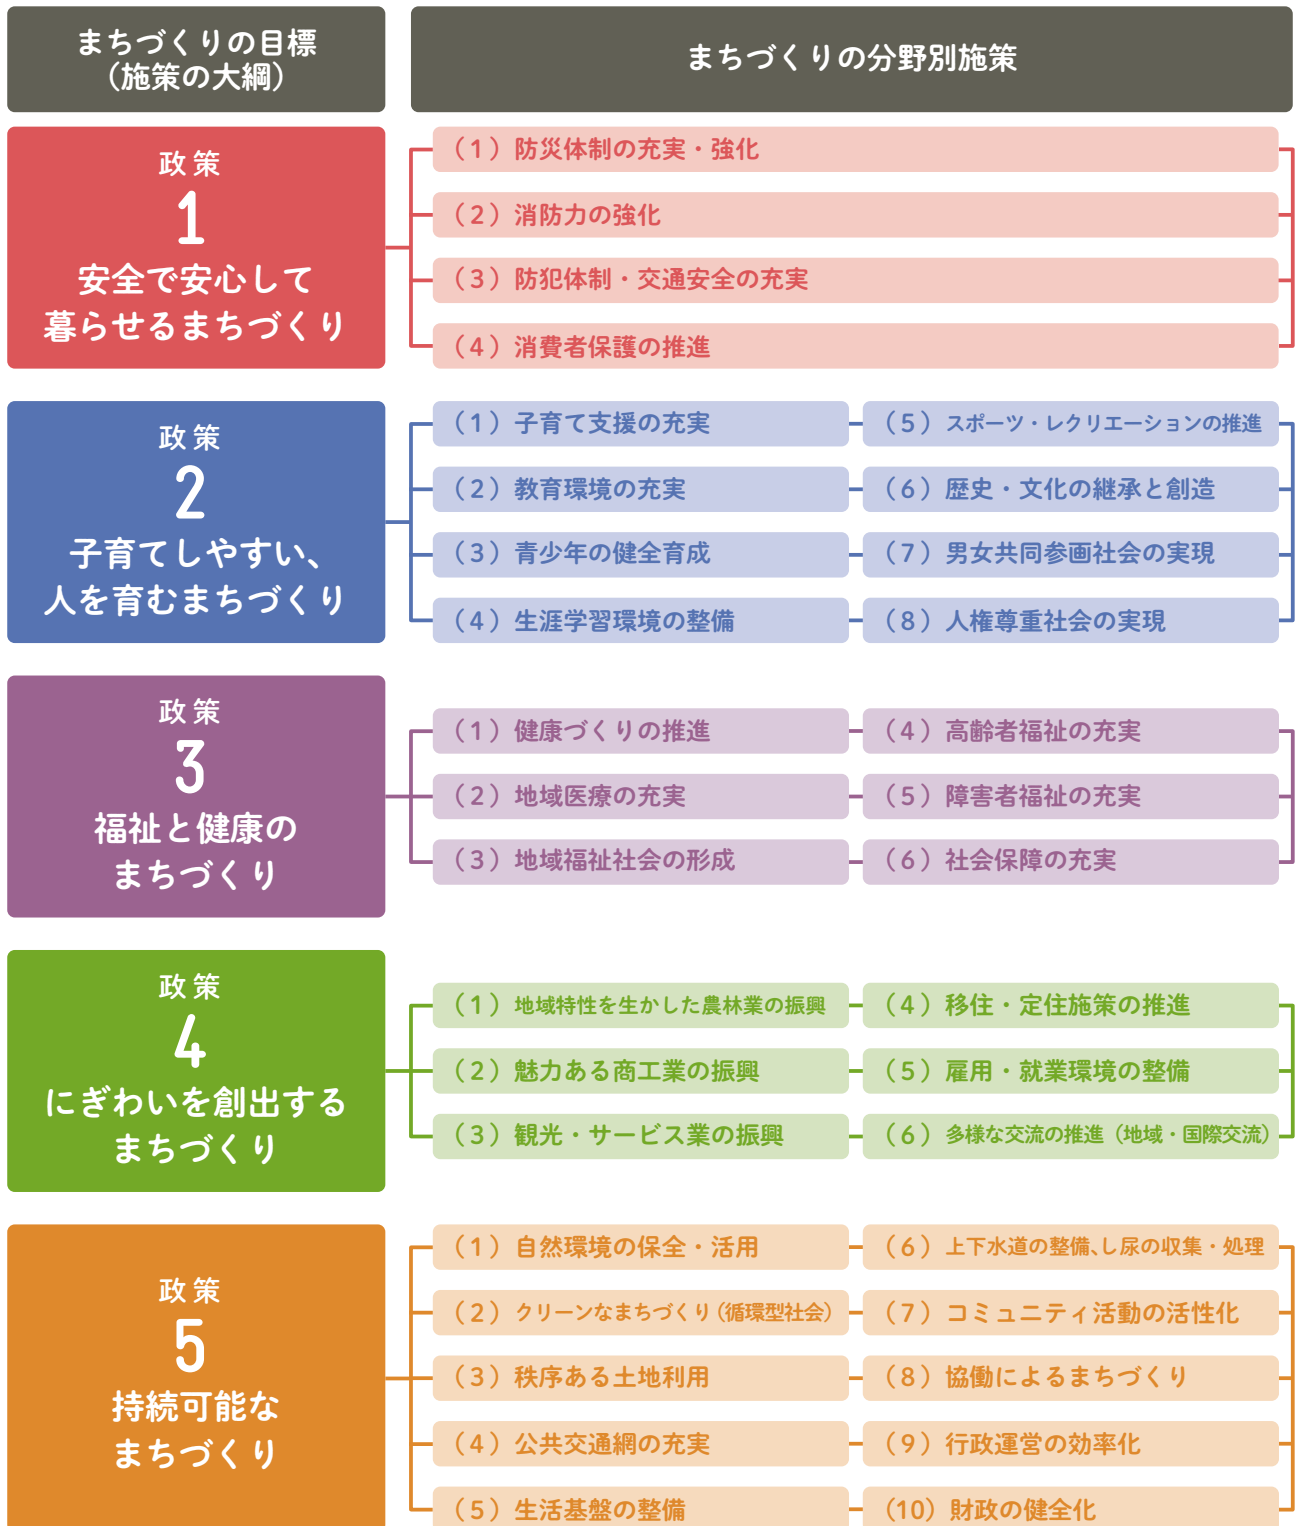 まちづくりの目標
（施策の大綱）
まちづくりの分野別施策
政策
1
安全で安心して
暮らせるまちづくり
（1）防災体制の充実・強化
（2）消防力の強化
（3）防犯体制・交通安全の充実
（4）消費者保護の推進
政策
2
子育てしやすい、
人を育むまちづくり
（1）子育て支援の充実
（2）教育環境の充実
（3）青少年の健全育成
（4）生涯学習環境の整備
（5）スポーツ・レクリエーションの推進
（6）歴史・文化の継承と創造
（7）男女共同参画社会の実現
（8）人権尊重社会の実現
政策
3
福祉と健康の
まちづくり
（1）健康づくりの推進
（2）地域医療の充実
（3）地域福祉社会の形成
（4）高齢者福祉の充実
（5）障害者福祉の充実
（6）社会保障の充実
政策
4
にぎわいを創出する
まちづくり
（1）地域特性を生かした農林業の振興
（2）魅力ある商工業の振興
（3）観光・サービス業の振興
（4）移住・定住施策の推進
（5）雇用・就業環境の整備
（6）多様な交流の推進（地域・国際交流）
政策
5
持続可能な
まちづくり
（1）自然環境の保全・活用
（2）クリーンなまちづくり（循環型社会）
（3）秩序ある土地利用
（4）公共交通網の充実
（5）生活基盤の整備
（6）上下水道の整備、し尿の収集・処理
（7）コミュニティ活動の活性化
（8）協働によるまちづくり
（9）行政運営の効率化
（10）財政の健全化